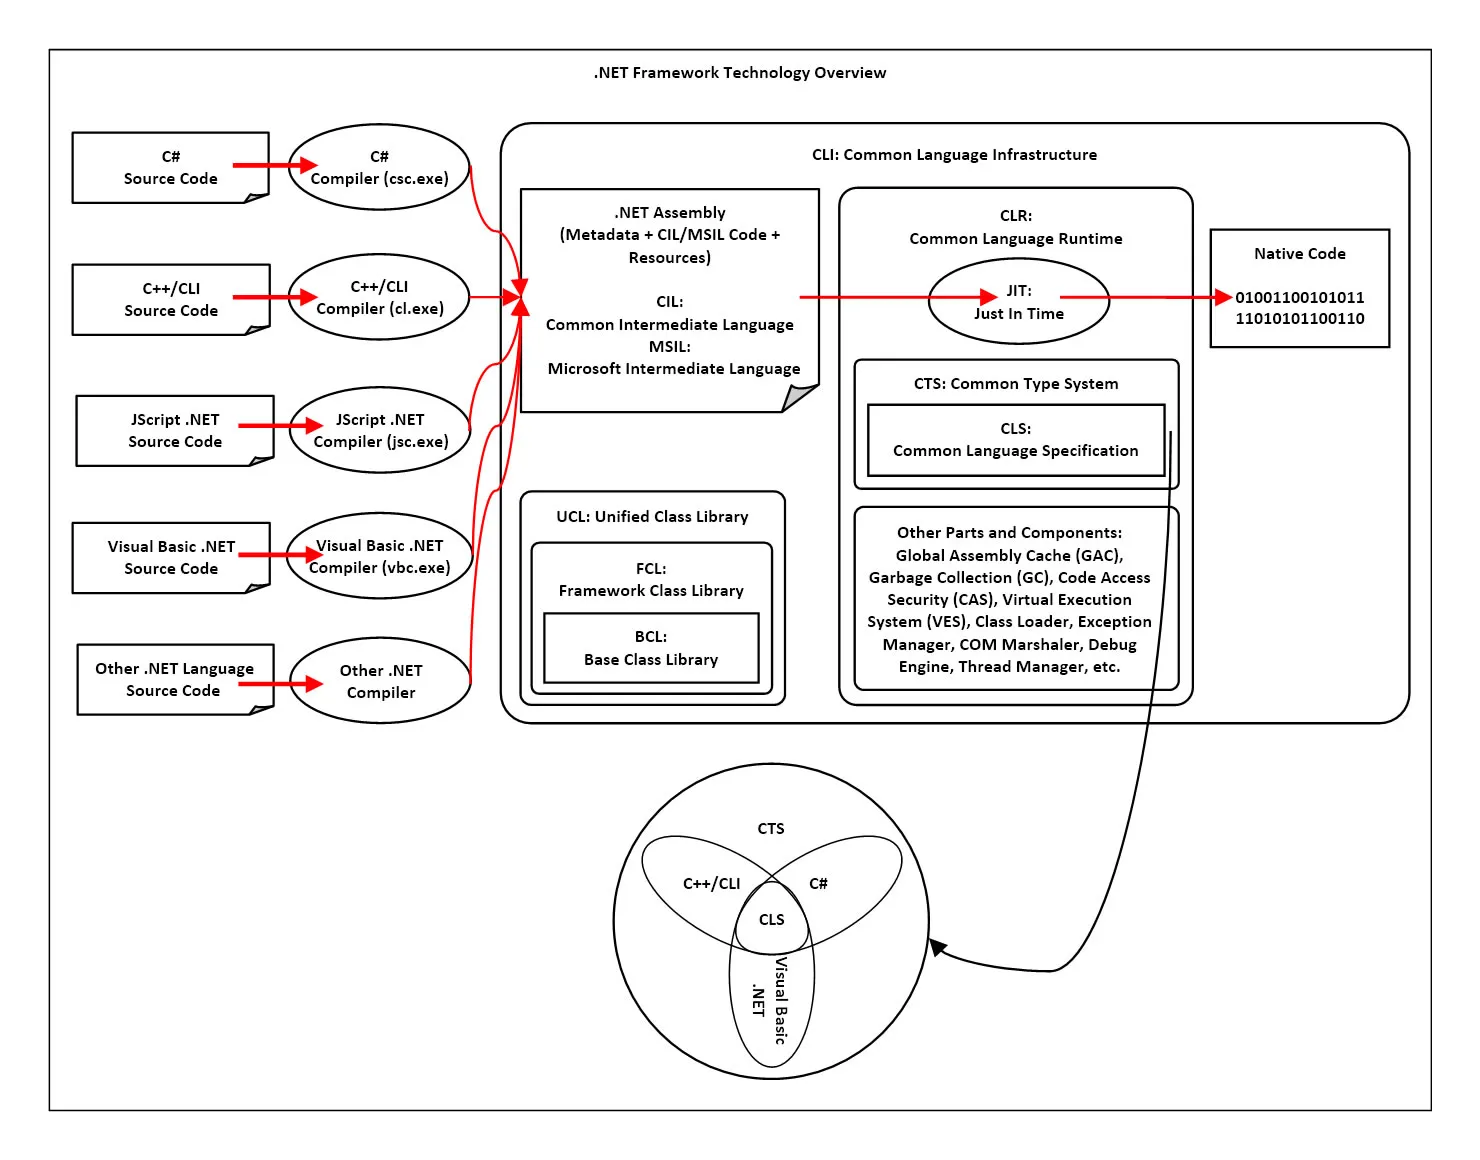 .NET Framework Technology Overview
C#
Source Code
C#
Compiler (csc.exe)
C++/CLI
Source Code
C++/CLI
Compiler (cl.exe)
JScript .NET
Source Code
JScript .NET
Compiler (jsc.exe)
Visual Basic .NET
Source Code
Visual Basic .NET
Compiler (vbc.exe)
Other .NET Language
Source Code
Other .NET
Compiler
CLI: Common Language Infrastructure
.NET Assembly
(Metadata + CIL/MSIL Code +
Resources)
CIL:
Common Intermediate Language
MSIL:
Microsoft Intermediate Language
UCL: Unified Class Library
FCL:
Framework Class Library
BCL:
Base Class Library
CLR:
Common Language Runtime
JIT:
Just In Time
CTS: Common Type System
CLS:
Common Language Specification
Other Parts and Components:
Global Assembly Cache (GAC),
Garbage Collection (GC), Code Access
Security (CAS), Virtual Execution
System (VES), Class Loader, Exception
Manager, COM Marshaler, Debug
Engine, Thread Manager, etc.
Native Code
01001100101011
11010101100110
CTS
C++/CLI
C#
CLS
Visual Basic
.NET